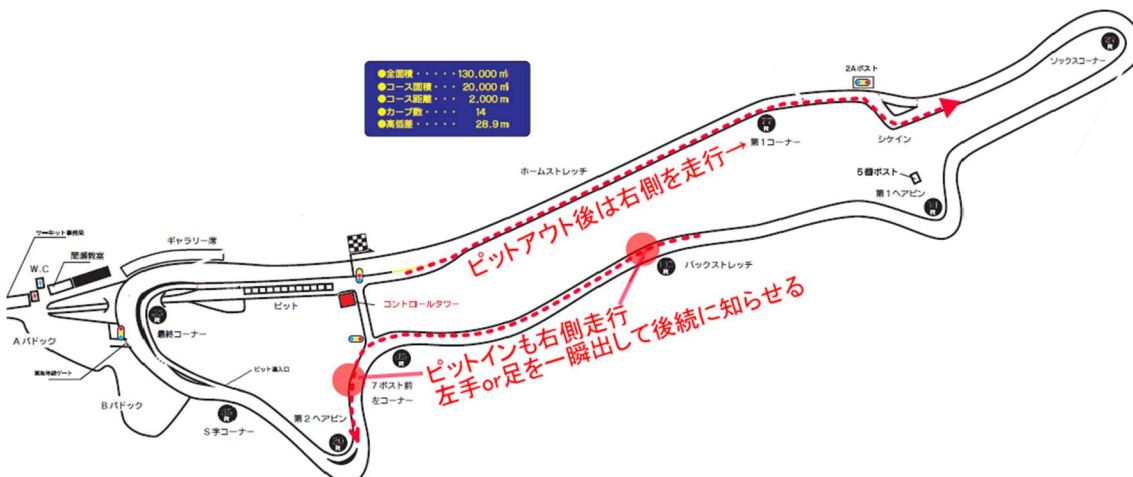 ●全面積・・・・・130,000㎡
●コース面積・・・・20,000㎡
●コース距離・・・・2,000m
●カーブ数・・・・14
●高低差・・・・・28.9m
2Aポスト
ソックスコーナー
シケイン
第1コーナー
ホームストレッチ
5番ポスト
第1ヘアピン
ピットアウト後は右側を走行→
サーキット事務局
W.C
間瀬教室
ギャラリー席
ピット
コントロールタワー
バックストレッチ
最終コーナー
Aパドック
Bパドック
ピット進入口
S字コーナー
第2ヘアピン
7ポスト前
左コーナー
ピットインも右側走行
左手or足を一瞬出して後続に知らせる